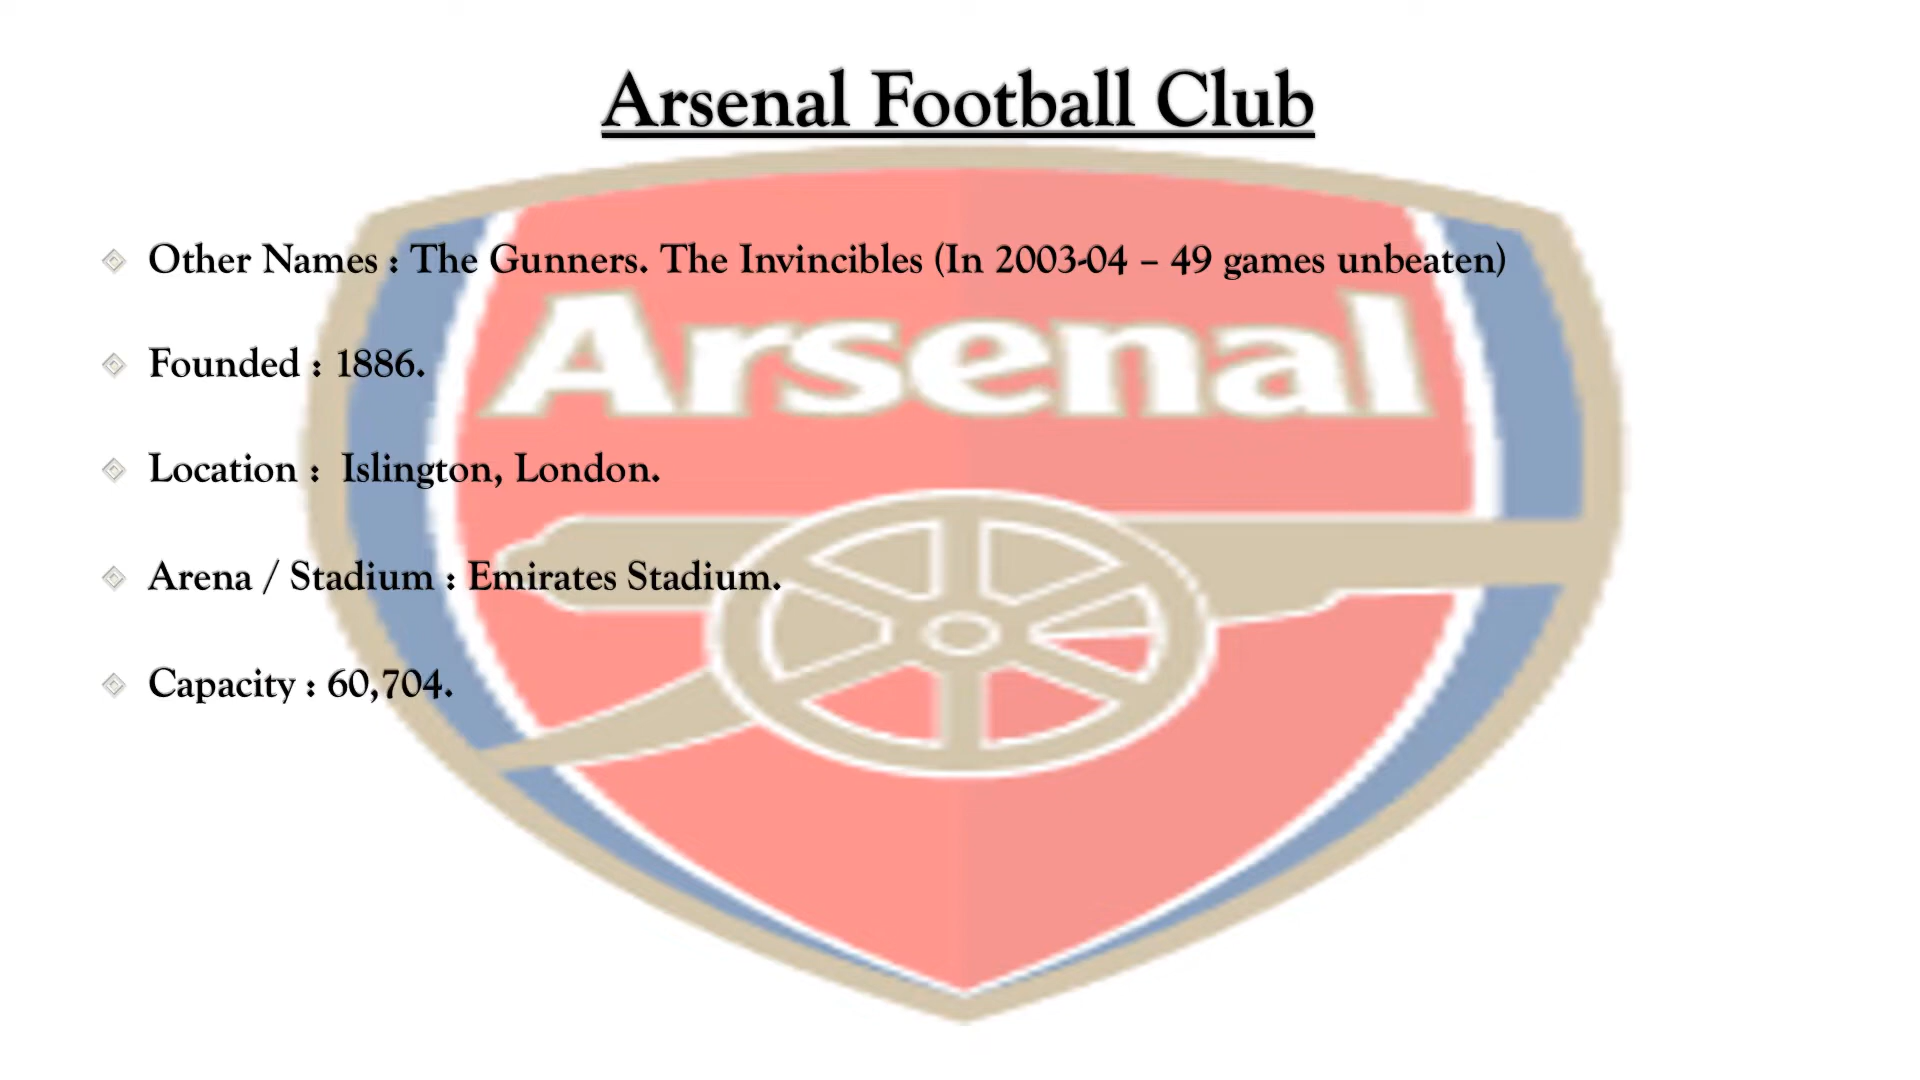 Arsenal Football Club
Other Names : The Gunners. The Invincibles (In 2003-04 – 49 games unbeaten)
Arsenal
Founded : 1886.
Location :  Islington, London.
Arena / Stadium : Emirates Stadium.
Capacity : 60,704.